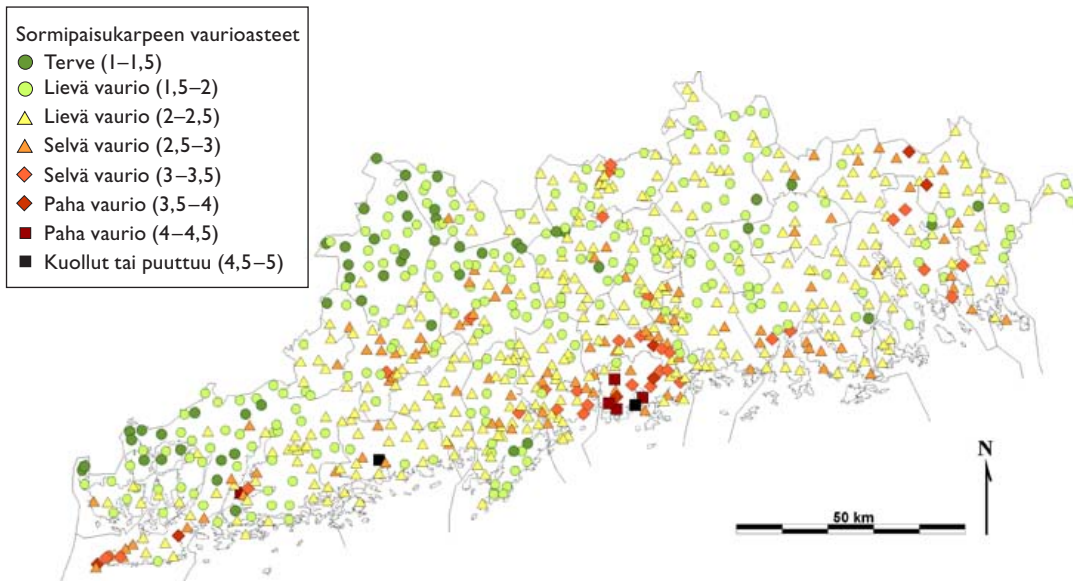 Sormipaisukarpeen vaurioasteet
Terve (1–1,5)
Lievä vaurio (1,5–2)
Lievä vaurio (2–2,5)
Selvä vaurio (2,5–3)
Selvä vaurio (3–3,5)
Paha vaurio (3,5–4)
Paha vaurio (4–4,5)
Kuollut tai puuttuu (4,5–5)
N
50 km